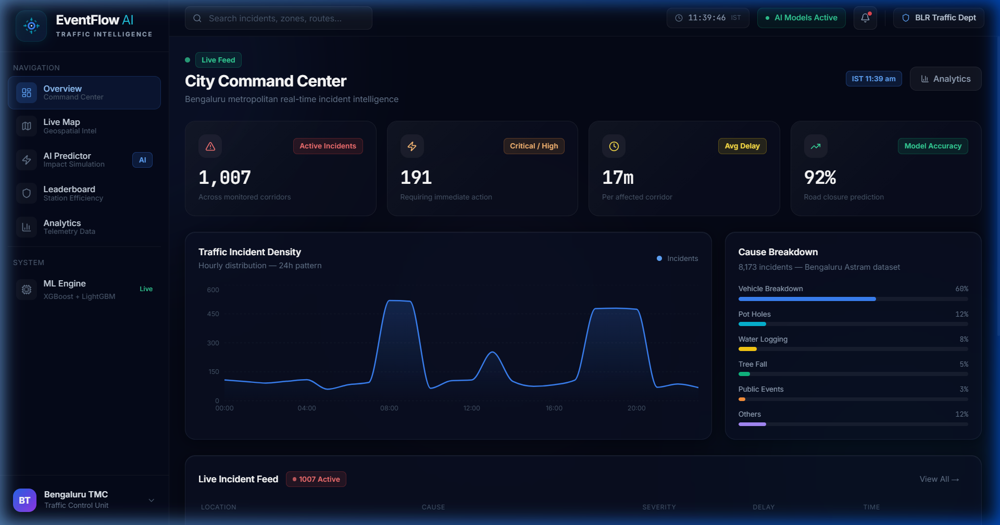 EventFlow AI
TRAFFIC INTELLIGENCE
Search incidents, zones, routes...
11:39:46 IST
AI Models Active
BLR Traffic Dept
NAVIGATION
Overview
Command Center
Live Map
Geospatial Intel
AI Predictor
Impact Simulation
AI
Leaderboard
Station Efficiency
Analytics
Telemetry Data
SYSTEM
ML Engine
XGBoost + LightGBM
Live
Bengaluru TMC
Traffic Control Unit
BT
Live Feed
City Command Center
Bengaluru metropolitan real-time incident intelligence
IST 11:39 am
Analytics
Active Incidents
1,007
Across monitored corridors
Critical / High
191
Requiring immediate action
Avg Delay
17m
Per affected corridor
Model Accuracy
92%
Road closure prediction
Traffic Incident Density
Hourly distribution — 24h pattern
Incidents
600
450
300
150
0
00:00 04:00 08:00 12:00 16:00 20:00
Cause Breakdown
8,173 incidents — Bengaluru Astram dataset
Vehicle Breakdown 60%
Pot Holes 12%
Water Logging 8%
Tree Fall 5%
Public Events 3%
Others 12%
Live Incident Feed
1007 Active
View All →
LOCATION CAUSE SEVERITY DELAY TIME